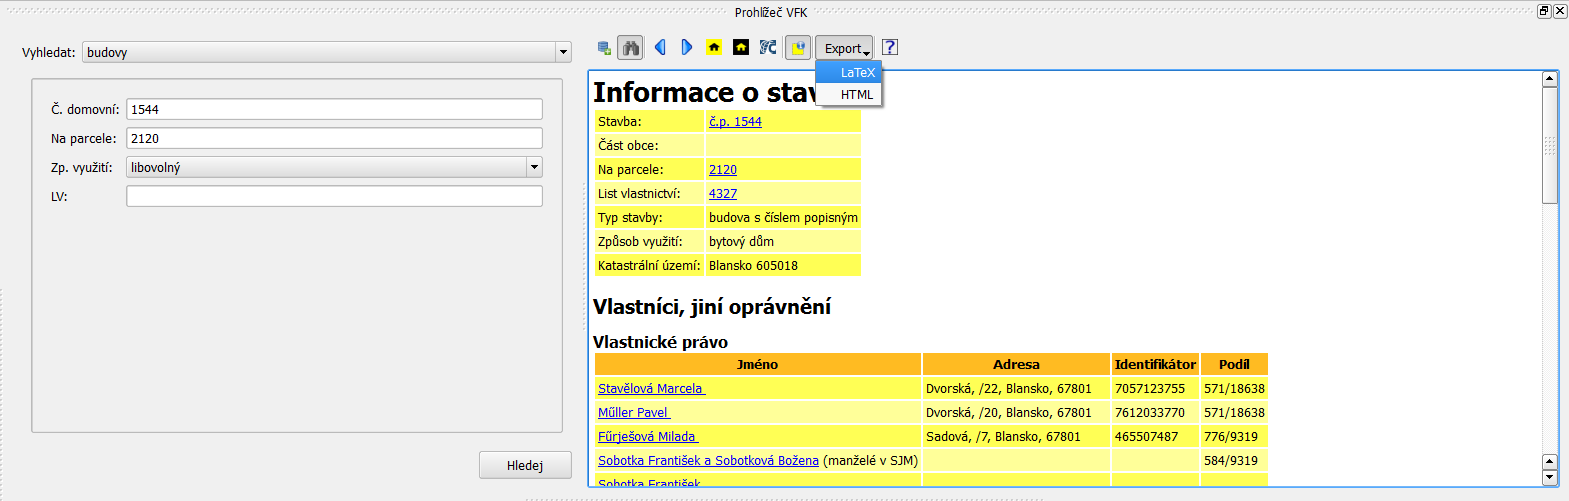 Prohlížeč VFK
Vyhledat: budovy
Č. domovní: 1544
Na parcele: 2120
Zp. využití: libovolný
LV:
Hledej
Export
LaTeX
HTML
Informace o stav
Stavba: č.p. 1544
Část obce:
Na parcele: 2120
List vlastnictví: 4327
Typ stavby: budova s číslem popisným
Způsob využití: bytový dům
Katastrální území: Blansko 605018
Vlastníci, jiní oprávnění
Vlastnické právo
Jméno Adresa Identifikátor Podíl
Stavělová Marcela Dvorská, /22, Blansko, 67801 7057123755 571/18638
Műller Pavel Dvorská, /20, Blansko, 67801 7612033770 571/18638
Fűrješová Milada Sadová, /7, Blansko, 67801 465507487 776/9319
Sobotka František a Sobotková Božena (manželé v SJM) 584/9319
Sobotka František